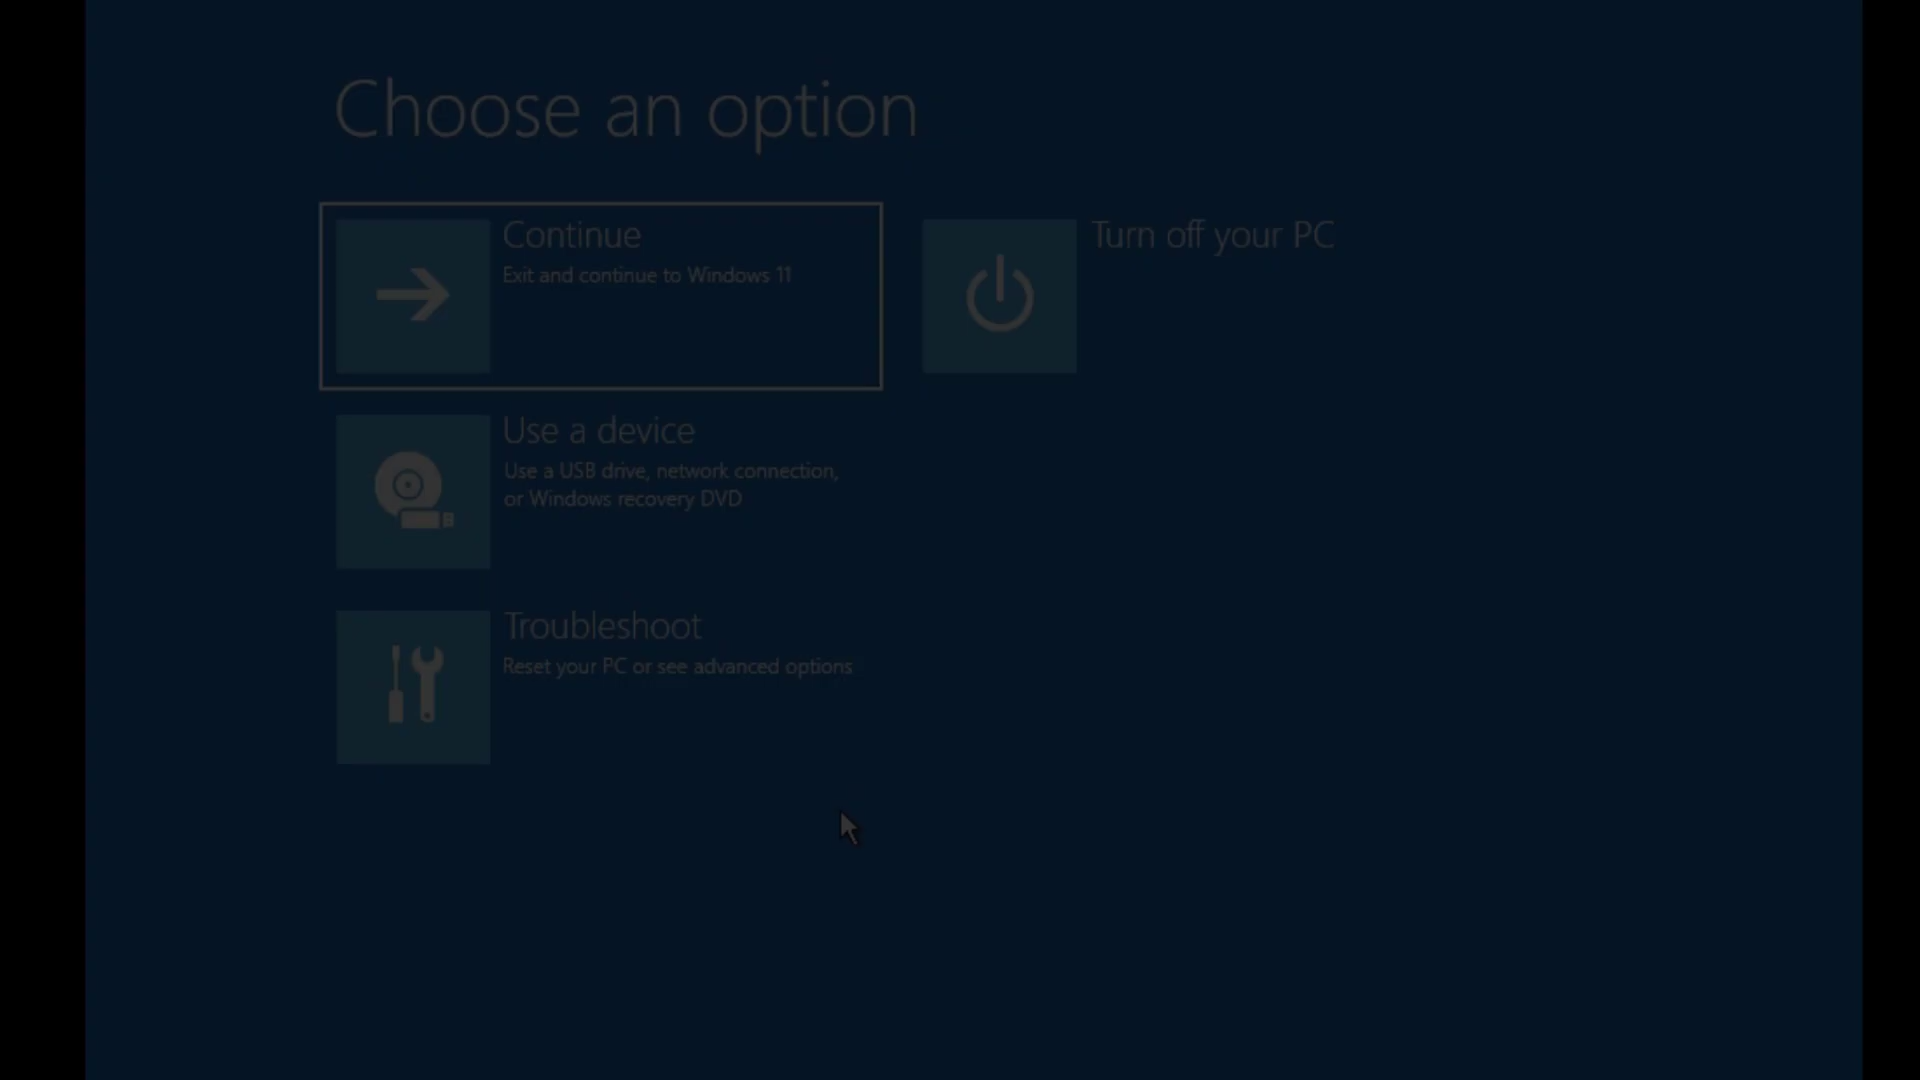 Choose an option
Continue
Exit and continue to Windows 11
Turn off your PC
Use a device
Use a USB drive, network connection,
or Windows recovery DVD
Troubleshoot
Reset your PC or see advanced options